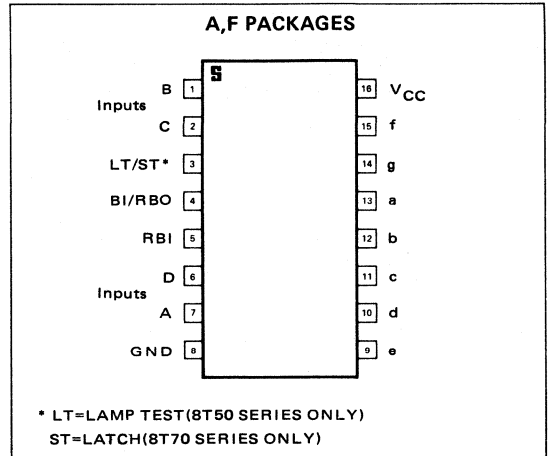 A,F PACKAGES
B 1
Inputs
C 2
LT/ST* 3
BI/RBO 4
RBI 5
D 6
Inputs
A 7
GND 8
16 VCC
15 f
14 g
13 a
12 b
11 c
10 d
9 e
* LT=LAMP TEST(8T50 SERIES ONLY)
ST=LATCH(8T70 SERIES ONLY)